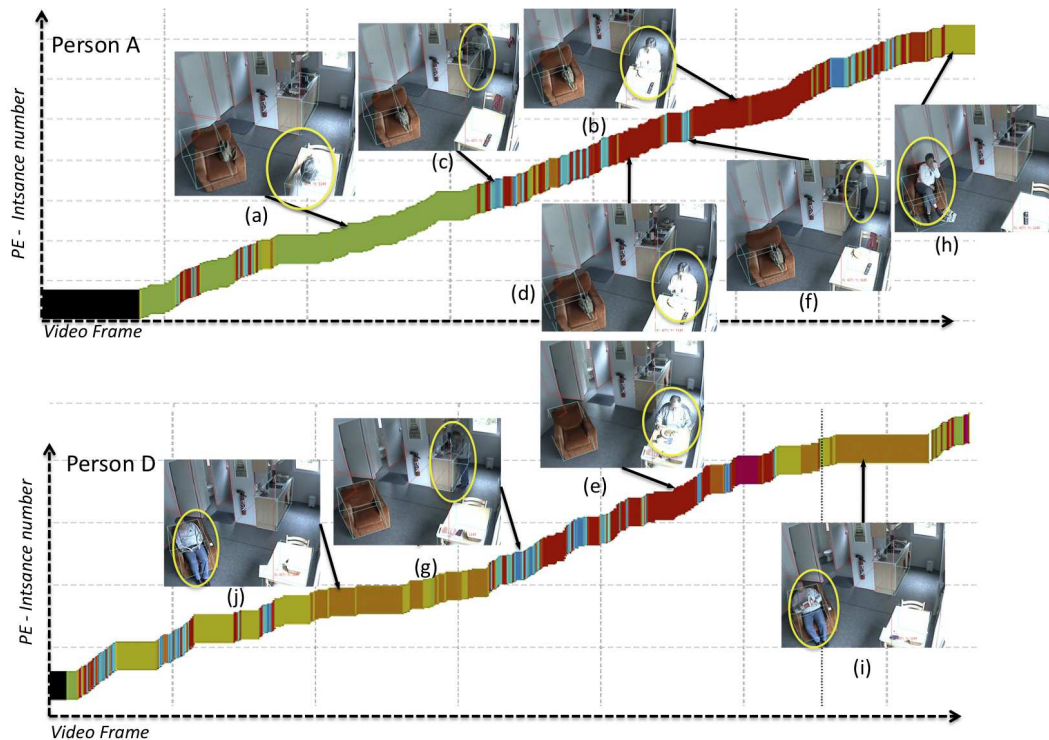 Person A
PE - Intsance number
(a)
(c)
(b)
(d)
(f)
(h)
Video Frame
Person D
PE - Intsance number
(j)
(g)
(e)
(i)
Video Frame